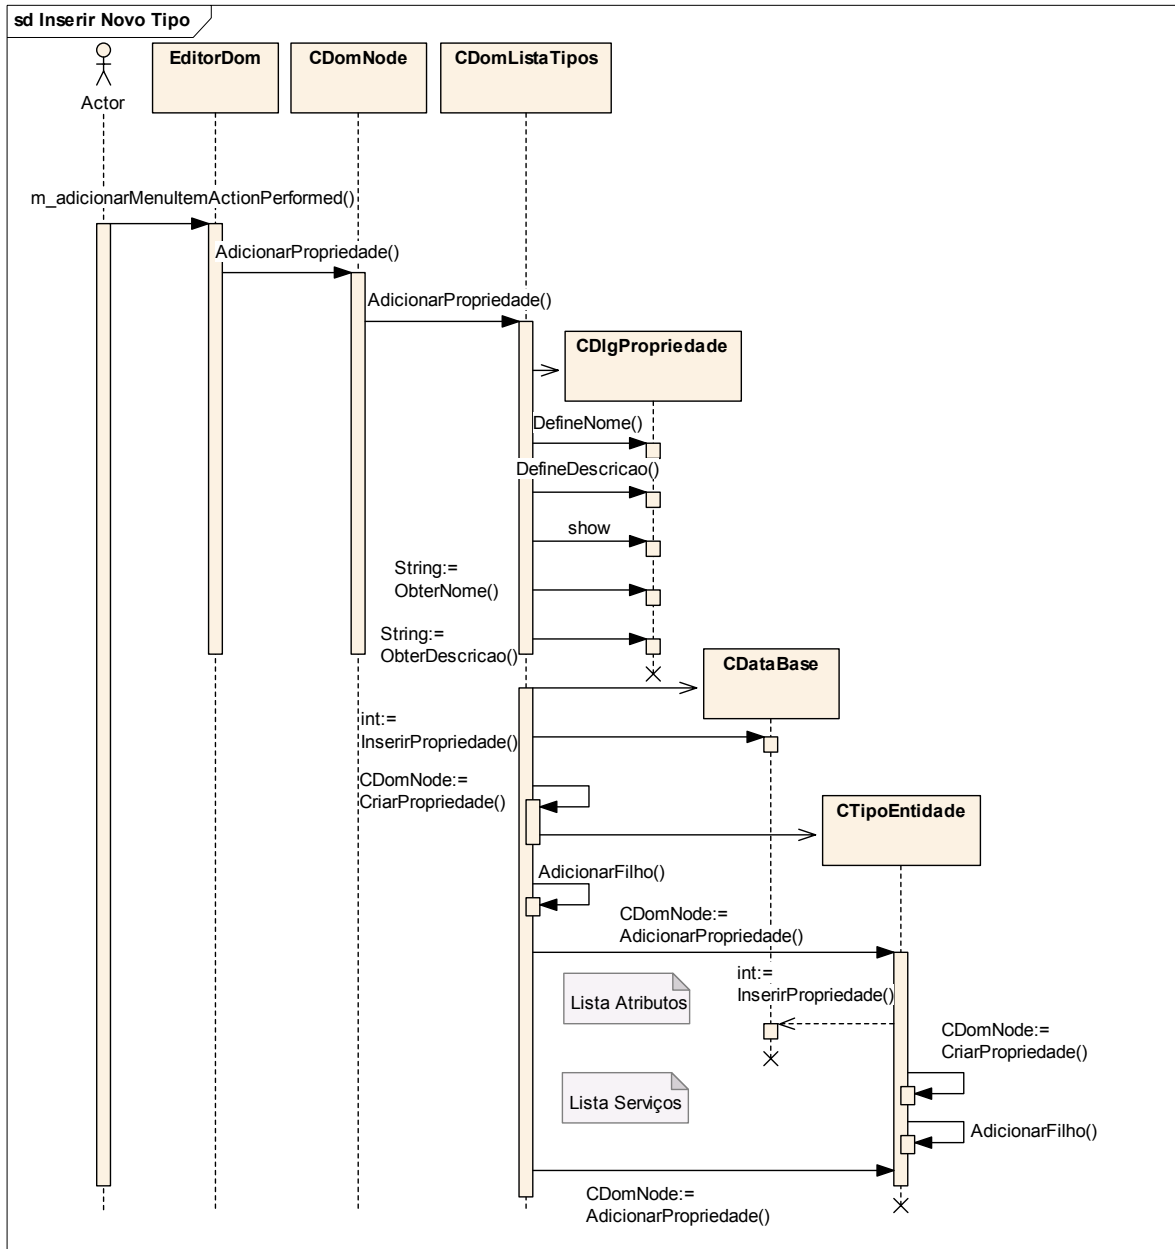 sd Inserir Novo Tipo
Actor
EditorDom
CDomNode
CDomListaTipos
m_adicionarMenuItemActionPerformed()
AdicionarPropriedade()
AdicionarPropriedade()
CDlgPropriedade
DefineNome()
DefineDescricao()
show
String:=
ObterNome()
String:=
ObterDescricao()
CDataBase
int:=
InserirPropriedade()
CDomNode:=
CriarPropriedade()
CTipoEntidade
AdicionarFilho()
CDomNode:=
AdicionarPropriedade()
Lista Atributos
int:=
InserirPropriedade()
CDomNode:=
CriarPropriedade()
Lista Serviços
AdicionarFilho()
CDomNode:=
AdicionarPropriedade()